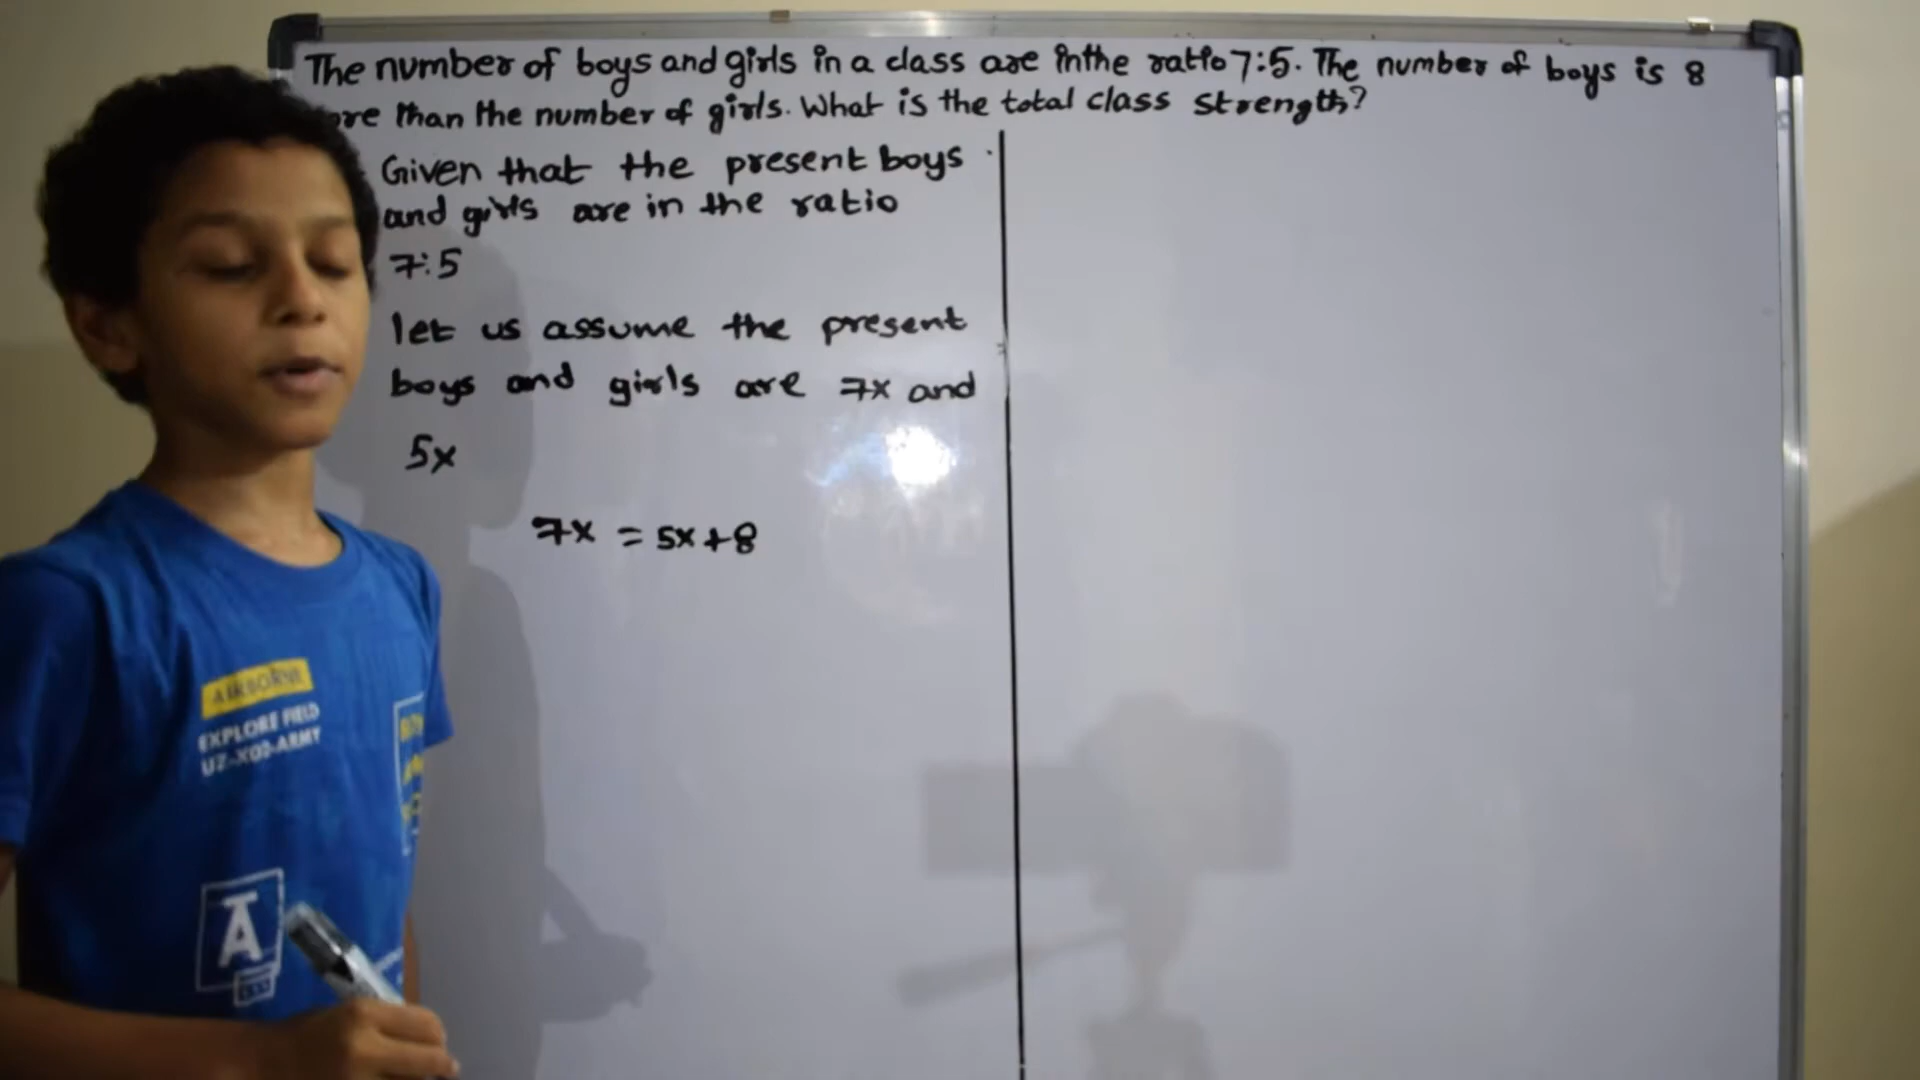 The number of boys and girls in a class are in the ratio 7:5. The number of boys is 8
than the number of girls. What is the total class strength?
Given that the present boys
and girls are in the ratio
7:5
let us assume the present
boys and girls are 7x and
5x
7x = 5x+8
AIRBORNE
EXPLORE FIELD
ARMY
A